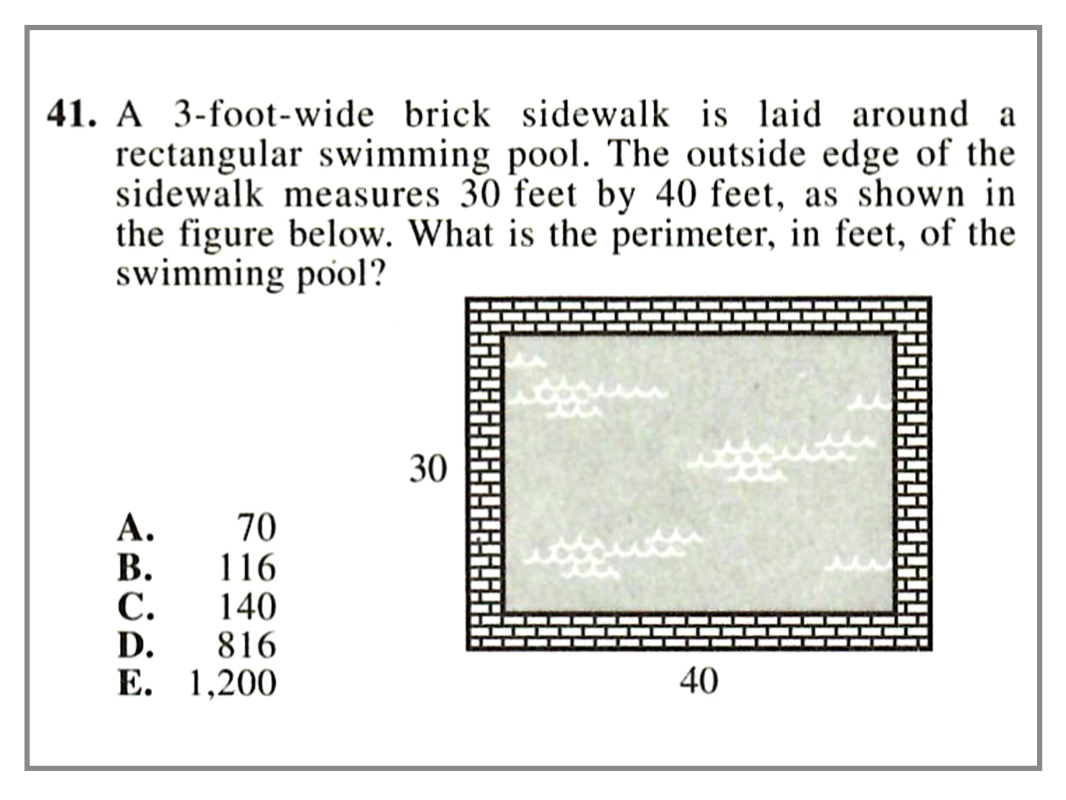 41. A 3-foot-wide brick sidewalk is laid around a
rectangular swimming pool. The outside edge of the
sidewalk measures 30 feet by 40 feet, as shown in
the figure below. What is the perimeter, in feet, of the
swimming pool?
30
A. 70
B. 116
C. 140
D. 816
E. 1,200
40